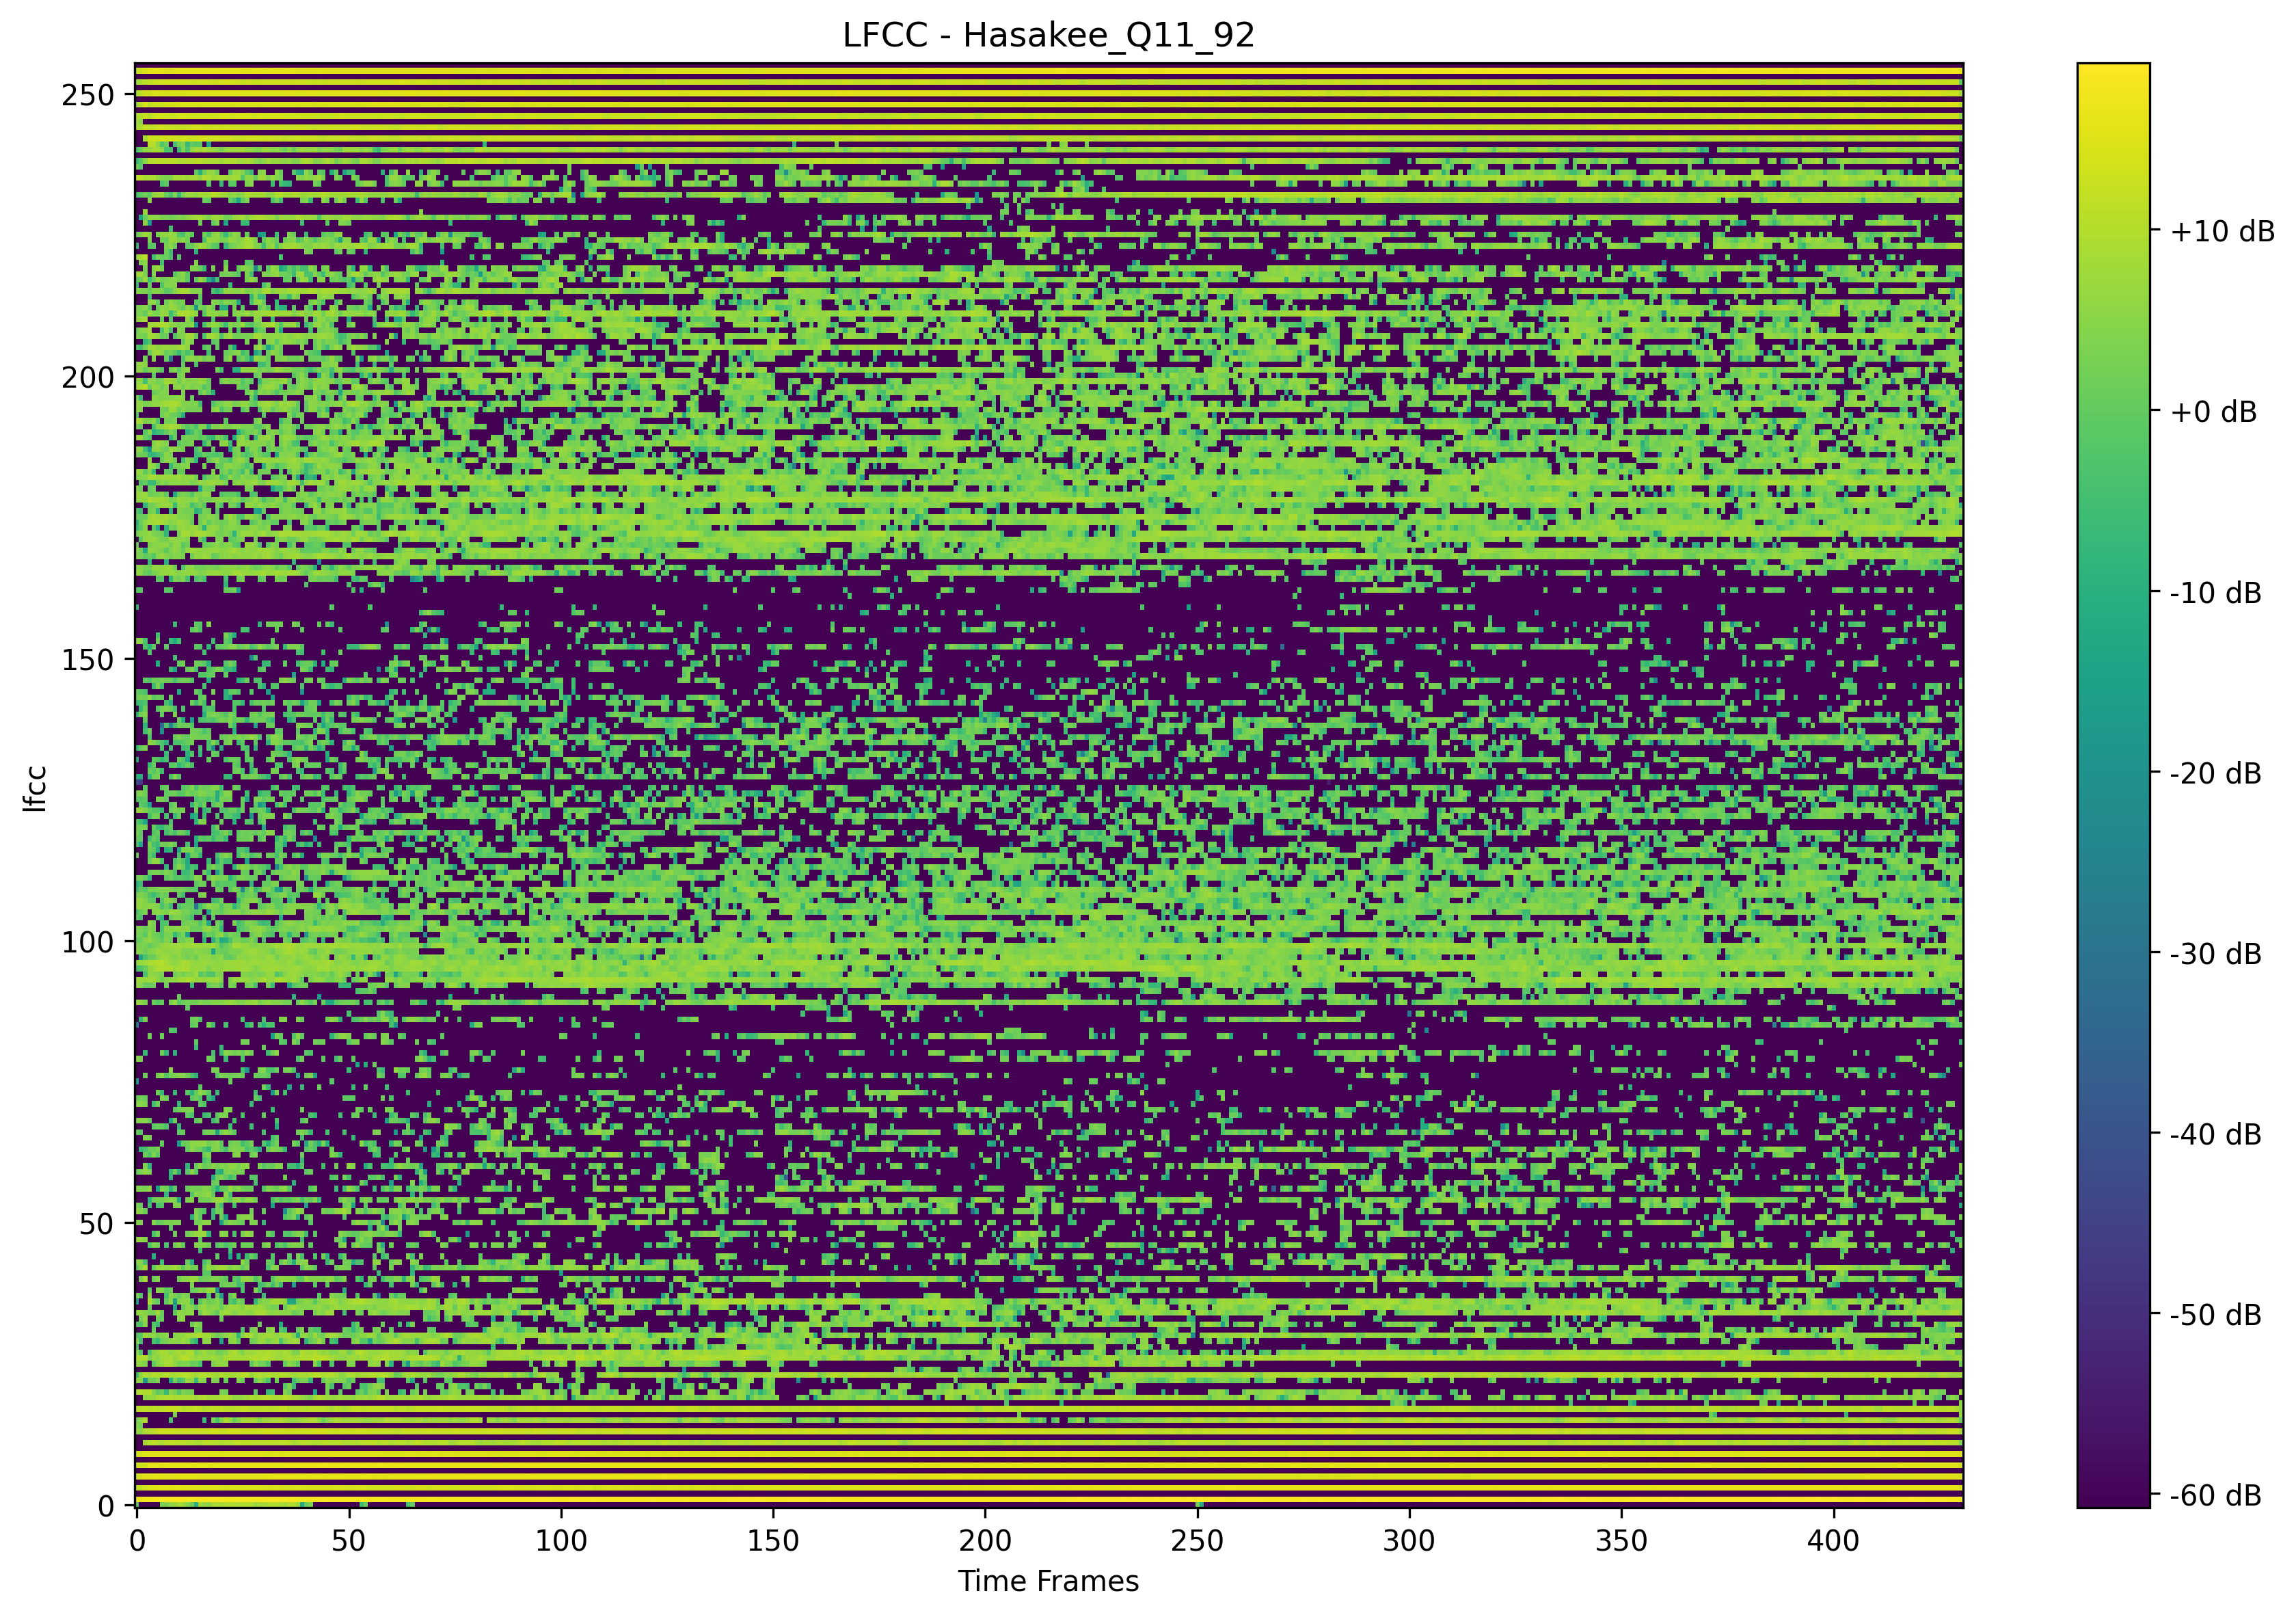 LFCC - Hasakee_Q11_92
250
200
150
100
50
0
lfcc
0 50 100 150 200 250 300 350 400
Time Frames
+10 dB
+0 dB
-10 dB
-20 dB
-30 dB
-40 dB
-50 dB
-60 dB